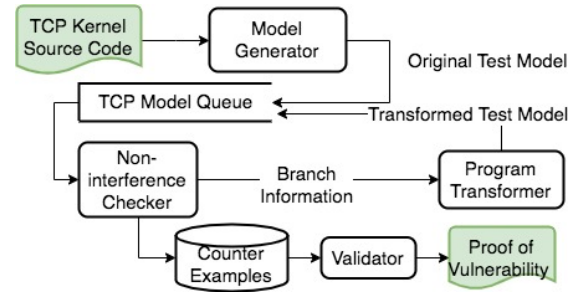 TCP Kernel
Source Code
Model
Generator
Original Test Model
TCP Model Queue
Transformed Test Model
Non-
interference
Checker
Branch
Information
Program
Transformer
Counter
Examples
Validator
Proof of
Vulnerability